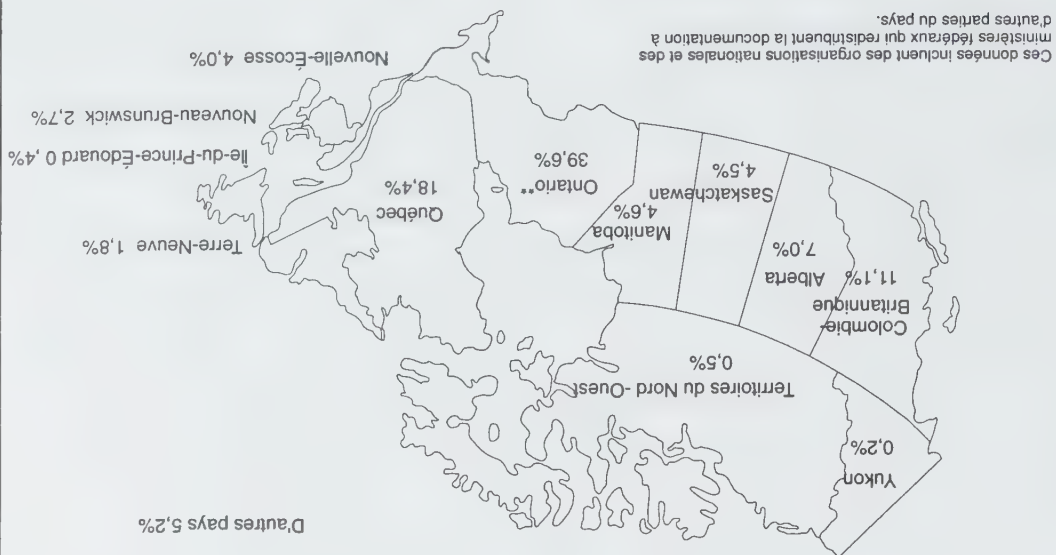 D'autres pays 5,2%
Yukon
0,2%
Territoires du Nord-Ouest
0,5%
Colombie-
Britannique
11,1%
Alberta
7,0%
Saskatchewan
4,5%
Manitoba
4,6%
Ontario**
39,6%
Québec
18,4%
Terre-Neuve 1,8%
Île-du-Prince-Édouard 0,4%
Nouveau-Brunswick 2,7%
Nouvelle-Écosse 4,0%
Ces données incluent des organisations nationales et des
ministères fédéraux qui redistribuent la documentation à
d'autres parties du pays.